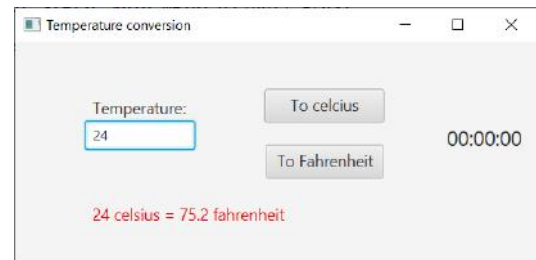 Temperature conversion
Temperature:
24
To celcius
To Fahrenheit
00:00:00
24 celsius = 75.2 fahrenheit